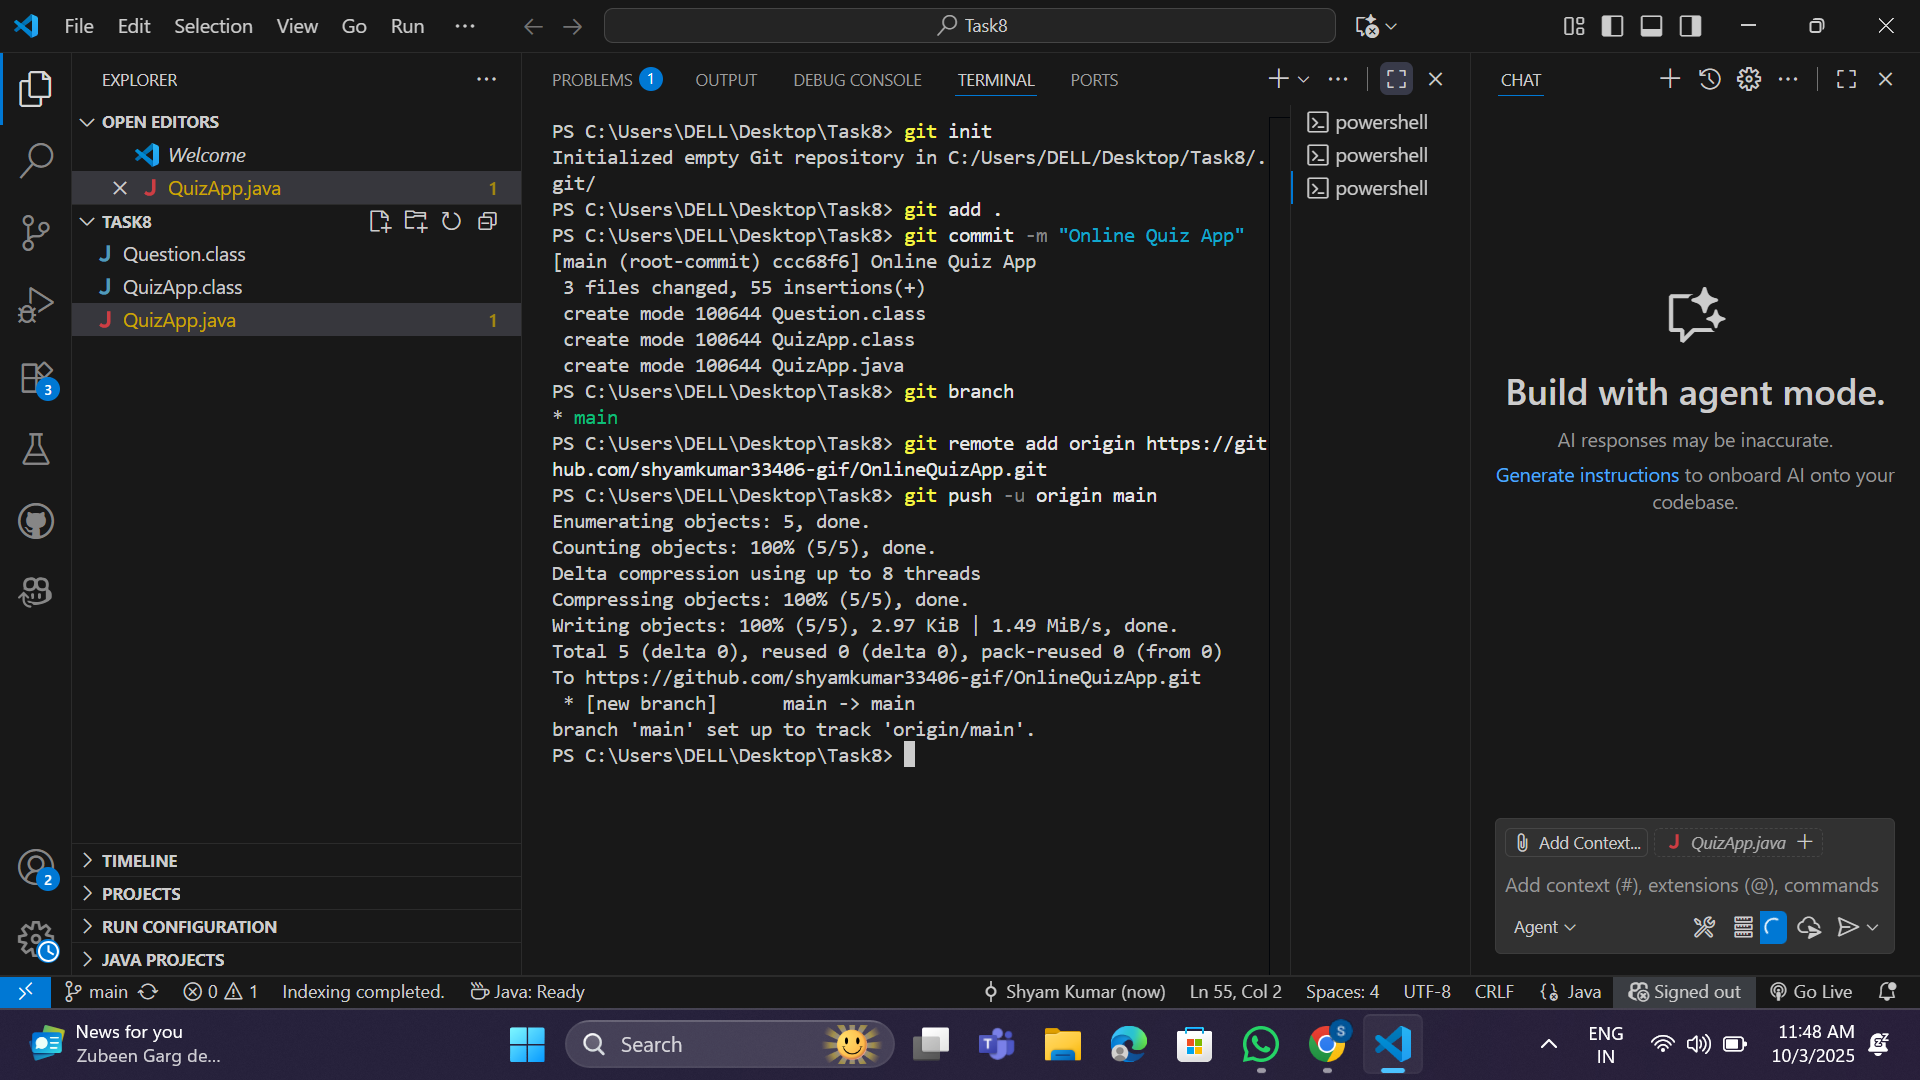 File Edit Selection View Go Run ···
Task8
EXPLORER
OPEN EDITORS
Welcome
QuizApp.java 1
TASK8
Question.class
QuizApp.class
QuizApp.java 1
TIMELINE
PROJECTS
RUN CONFIGURATION
JAVA PROJECTS
3
2
PROBLEMS 1 OUTPUT DEBUG CONSOLE TERMINAL PORTS
PS C:\Users\DELL\Desktop\Task8> git init
Initialized empty Git repository in C:/Users/DELL/Desktop/Task8/.
git/
PS C:\Users\DELL\Desktop\Task8> git add .
PS C:\Users\DELL\Desktop\Task8> git commit -m "Online Quiz App"
[main (root-commit) ccc68f6] Online Quiz App
3 files changed, 55 insertions(+)
create mode 100644 Question.class
create mode 100644 QuizApp.class
create mode 100644 QuizApp.java
PS C:\Users\DELL\Desktop\Task8> git branch
* main
PS C:\Users\DELL\Desktop\Task8> git remote add origin https://git
hub.com/shyamkumar33406-gif/OnlineQuizApp.git
PS C:\Users\DELL\Desktop\Task8> git push -u origin main
Enumerating objects: 5, done.
Counting objects: 100% (5/5), done.
Delta compression using up to 8 threads
Compressing objects: 100% (5/5), done.
Writing objects: 100% (5/5), 2.97 KiB | 1.49 MiB/s, done.
Total 5 (delta 0), reused 0 (delta 0), pack-reused 0 (from 0)
To https://github.com/shyamkumar33406-gif/OnlineQuizApp.git
* [new branch] main -> main
branch 'main' set up to track 'origin/main'.
PS C:\Users\DELL\Desktop\Task8>
powershell
powershell
powershell
CHAT
Build with agent mode.
AI responses may be inaccurate.
Generate instructions to onboard AI onto your
codebase.
Add Context... QuizApp.java
Add context (#), extensions (@), commands
Agent
main 0 1 Indexing completed. Java: Ready Shyam Kumar (now) Ln 55, Col 2 Spaces: 4 UTF-8 CRLF {} Java Signed out Go Live
News for you
Zubeen Garg de...
Search
S
ENG
IN
11:48 AM
10/3/2025